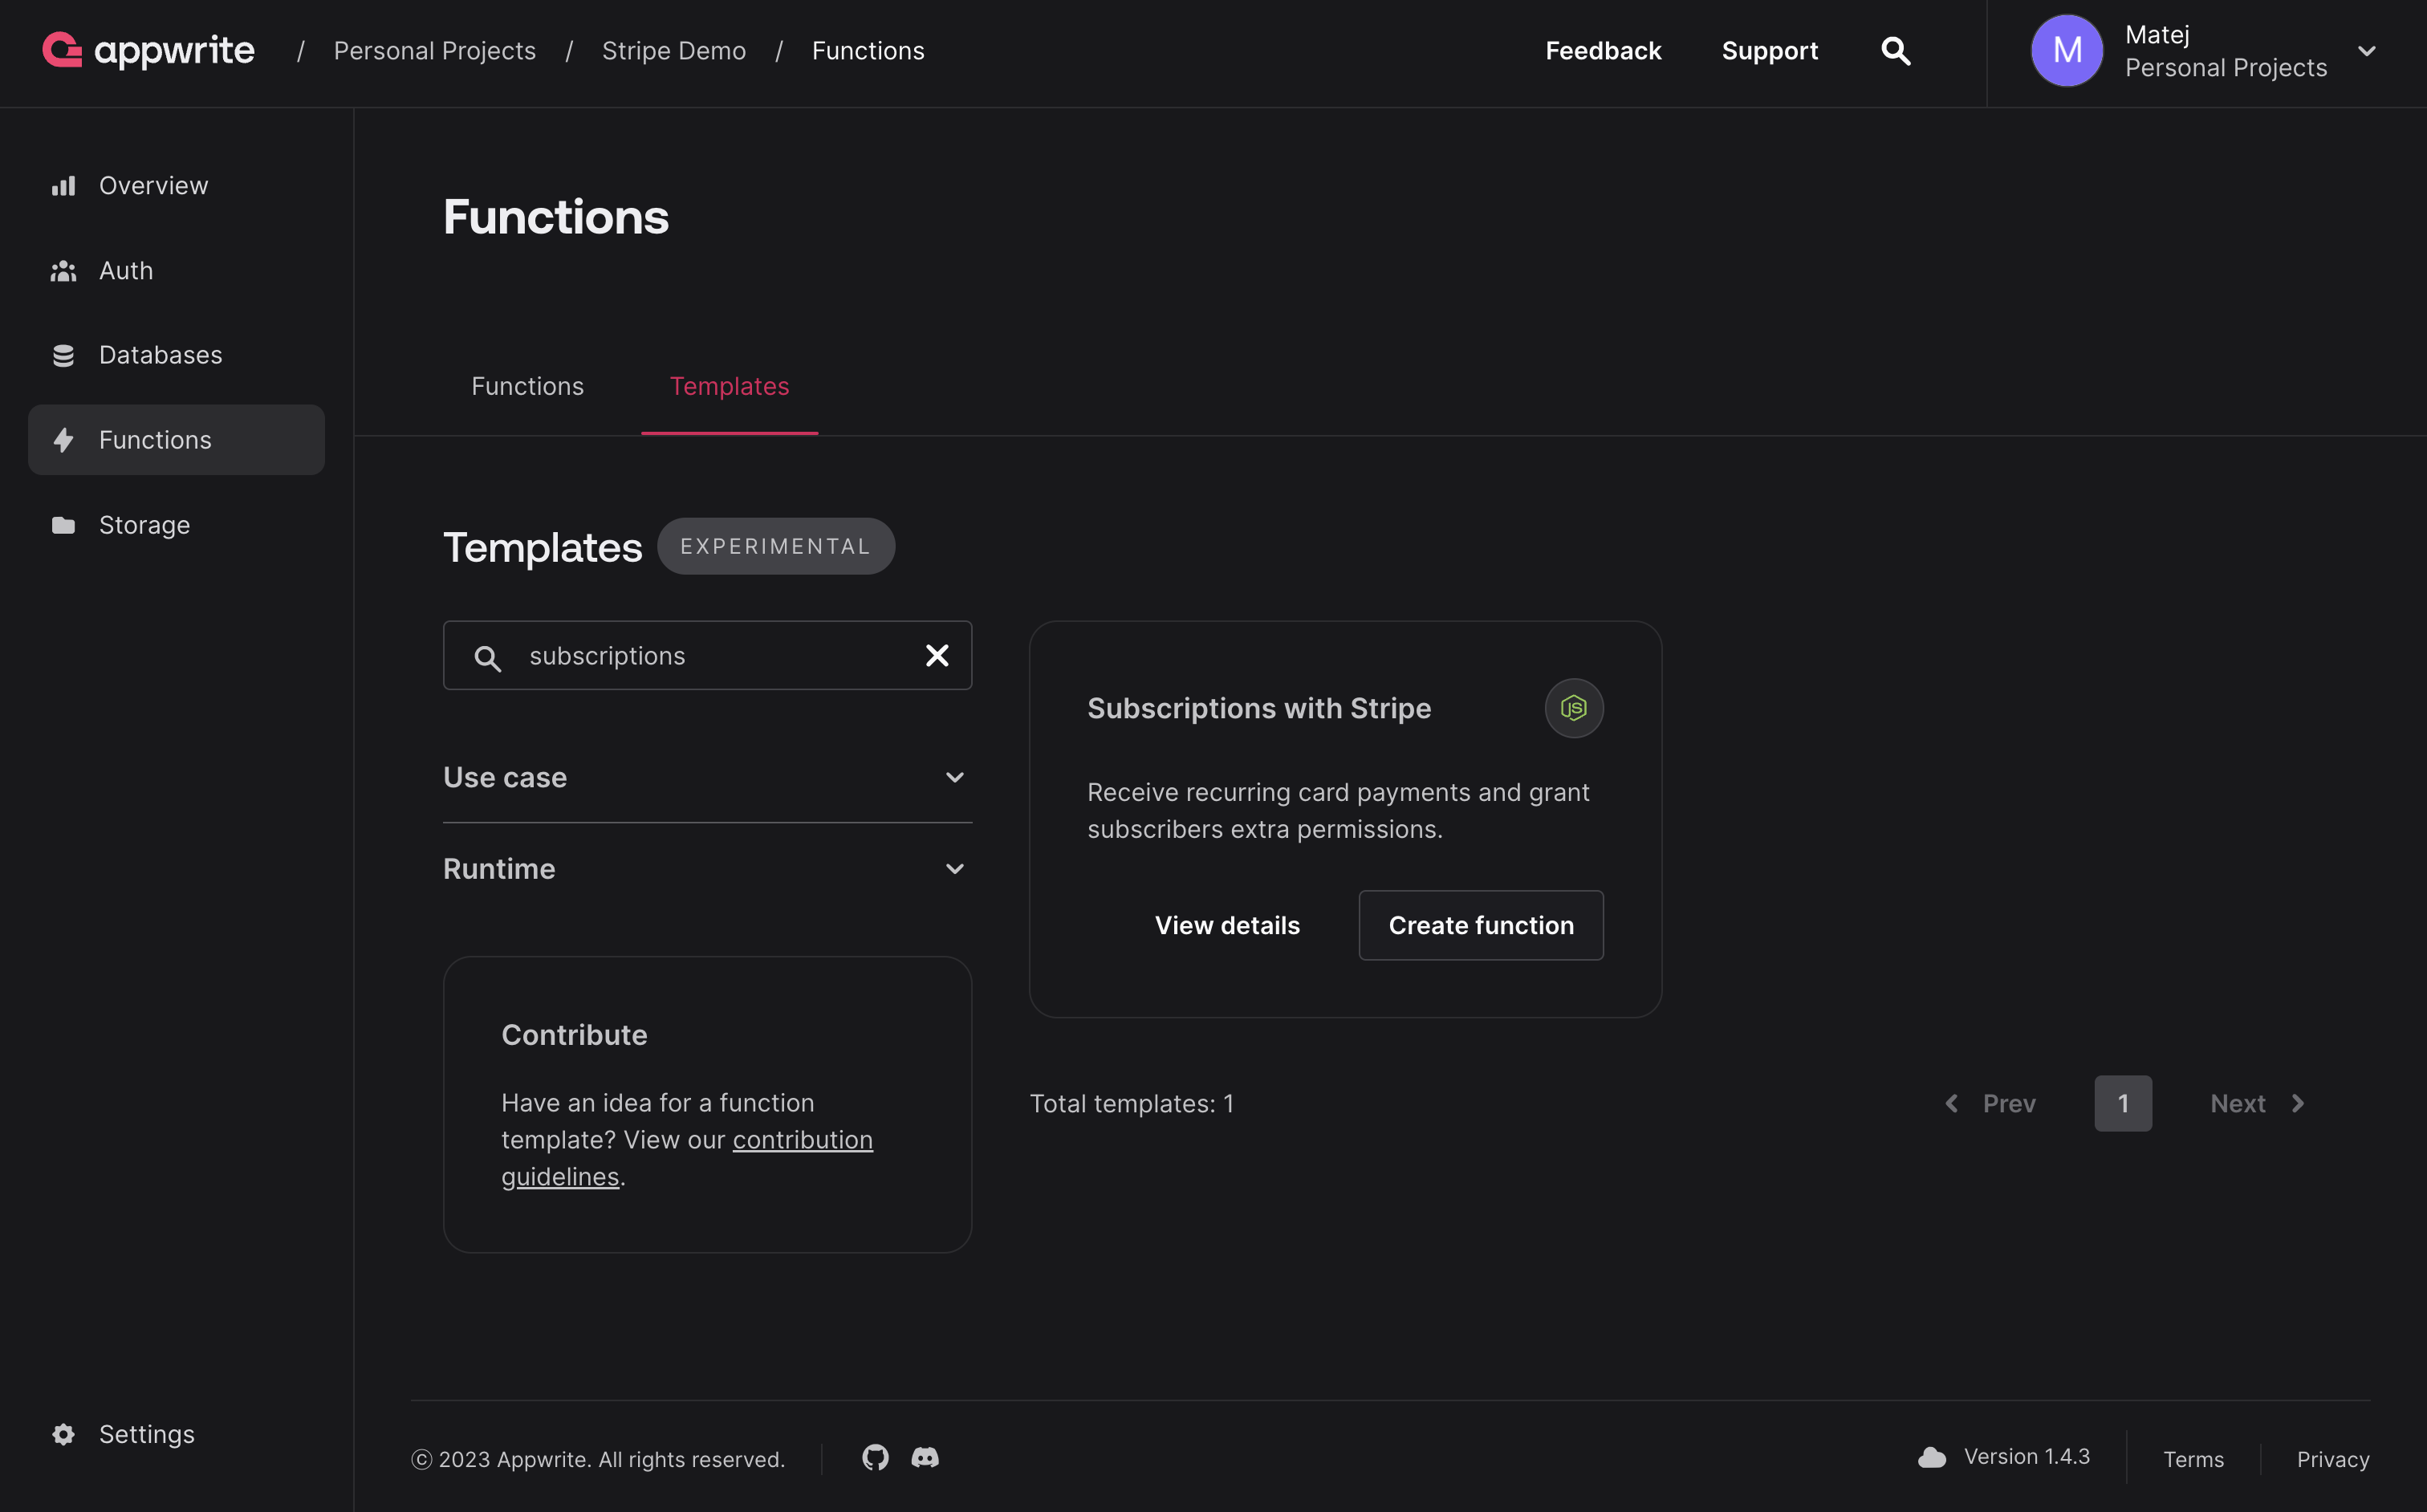 appwrite / Personal Projects / Stripe Demo / Functions
Feedback Support
M
Matej
Personal Projects
Overview
Auth
Databases
Functions
Storage
Settings
Functions
Functions Templates
Templates EXPERIMENTAL
subscriptions
Use case
Runtime
Contribute
Have an idea for a function
template? View our contribution
guidelines.
Subscriptions with Stripe
JS
Receive recurring card payments and grant
subscribers extra permissions.
View details Create function
Total templates: 1
Prev 1 Next
© 2023 Appwrite. All rights reserved.
Version 1.4.3 Terms Privacy